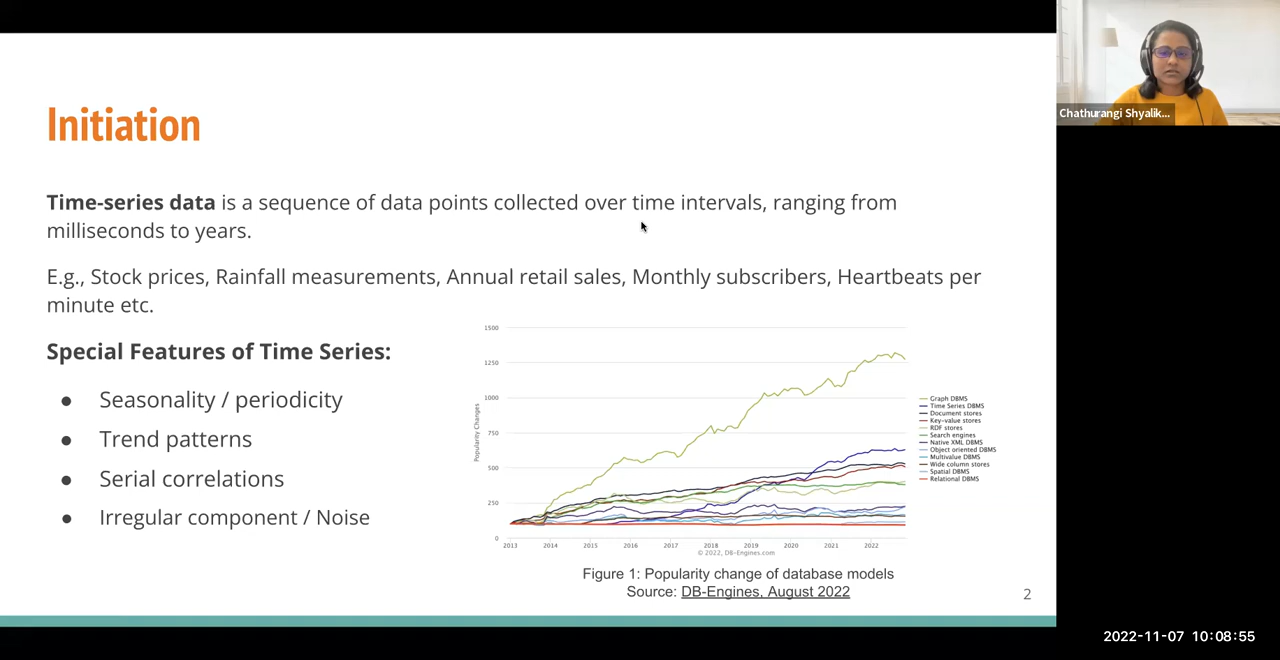 Initiation
Time-series data is a sequence of data points collected over time intervals, ranging from
milliseconds to years.
E.g., Stock prices, Rainfall measurements, Annual retail sales, Monthly subscribers, Heartbeats per
minute etc.
Special Features of Time Series:
● Seasonality / periodicity
● Trend patterns
● Serial correlations
● Irregular component / Noise
1500
1250
1000
750
500
250
0
Popularity Changes
2013 2014 2015 2016 2017 2018 2019 2020 2021 2022
© 2022, DB-Engines.com
Graph DBMS
Time Series DBMS
Document stores
Key-value stores
RDF stores
Search engines
Native XML DBMS
Object oriented DBMS
Multivalue DBMS
Wide column stores
Spatial DBMS
Relational DBMS
Figure 1: Popularity change of database models
Source: DB-Engines, August 2022
2
Chathurangi Shyalik...
2022-11-07 10:08:55